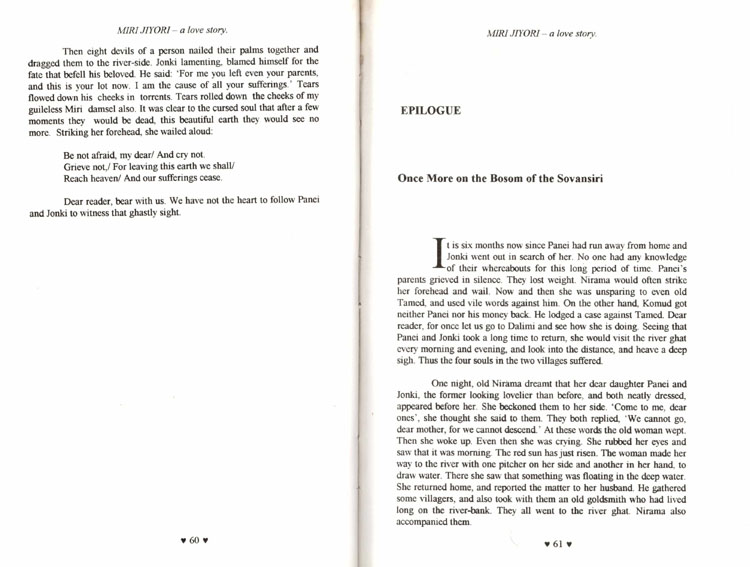 MIRI JIYORI – a love story.
Then eight devils of a person nailed their palms together and
dragged them to the river-side. Jonki lamenting, blamed himself for the
fate that befell his beloved. He said: ‘For me you left even your parents,
and this is your lot now. I am the cause of all your sufferings.’ Tears
flowed down his cheeks in torrents. Tears rolled down the cheeks of my
guileless Miri damsel also. It was clear to the cursed soul that after a few
moments they would be dead, this beautiful earth they would see no
more. Striking her forehead, she wailed aloud:
Be not afraid, my dear/ And cry not.
Grieve not,/ For leaving this earth we shall/
Reach heaven/ And our sufferings cease.
Dear reader, bear with us. We have not the heart to follow Panei
and Jonki to witness that ghastly sight.
♥ 60 ♥
MIRI JIYORI – a love story.
EPILOGUE
Once More on the Bosom of the Sovansiri
It is six months now since Panei had run away from home and
Jonki went out in search of her. No one had any knowledge
of their whereabouts for this long period of time. Panei's
parents grieved in silence. They lost weight. Nirama would often strike
her forehead and wail. Now and then she was unsparing to even old
Tamed, and used vile words against him. On the other hand, Komud got
neither Panei nor his money back. He lodged a case against Tamed. Dear
reader, for once let us go to Dalimi and see how she is doing. Seeing that
Panei and Jonki took a long time to return, she would visit the river ghat
every morning and evening, and look into the distance, and heave a deep
sigh. Thus the four souls in the two villages suffered.
One night, old Nirama dreamt that her dear daughter Panei and
Jonki, the former looking lovelier than before, and both neatly dressed,
appeared before her. She beckoned them to her side. ‘Come to me, dear
ones’, she thought she said to them. They both replied, ‘We cannot go,
dear mother, for we cannot descend.’ At these words the old woman wept.
Then she woke up. Even then she was crying. She rubbed her eyes and
saw that it was morning. The red sun has just risen. The woman made her
way to the river with one pitcher on her side and another in her hand, to
draw water. There she saw that something was floating in the deep water.
She returned home, and reported the matter to her husband. He gathered
some villagers, and also took with them an old goldsmith who had lived
long on the river-bank. They all went to the river ghat. Nirama also
accompanied them.
♥ 61 ♥